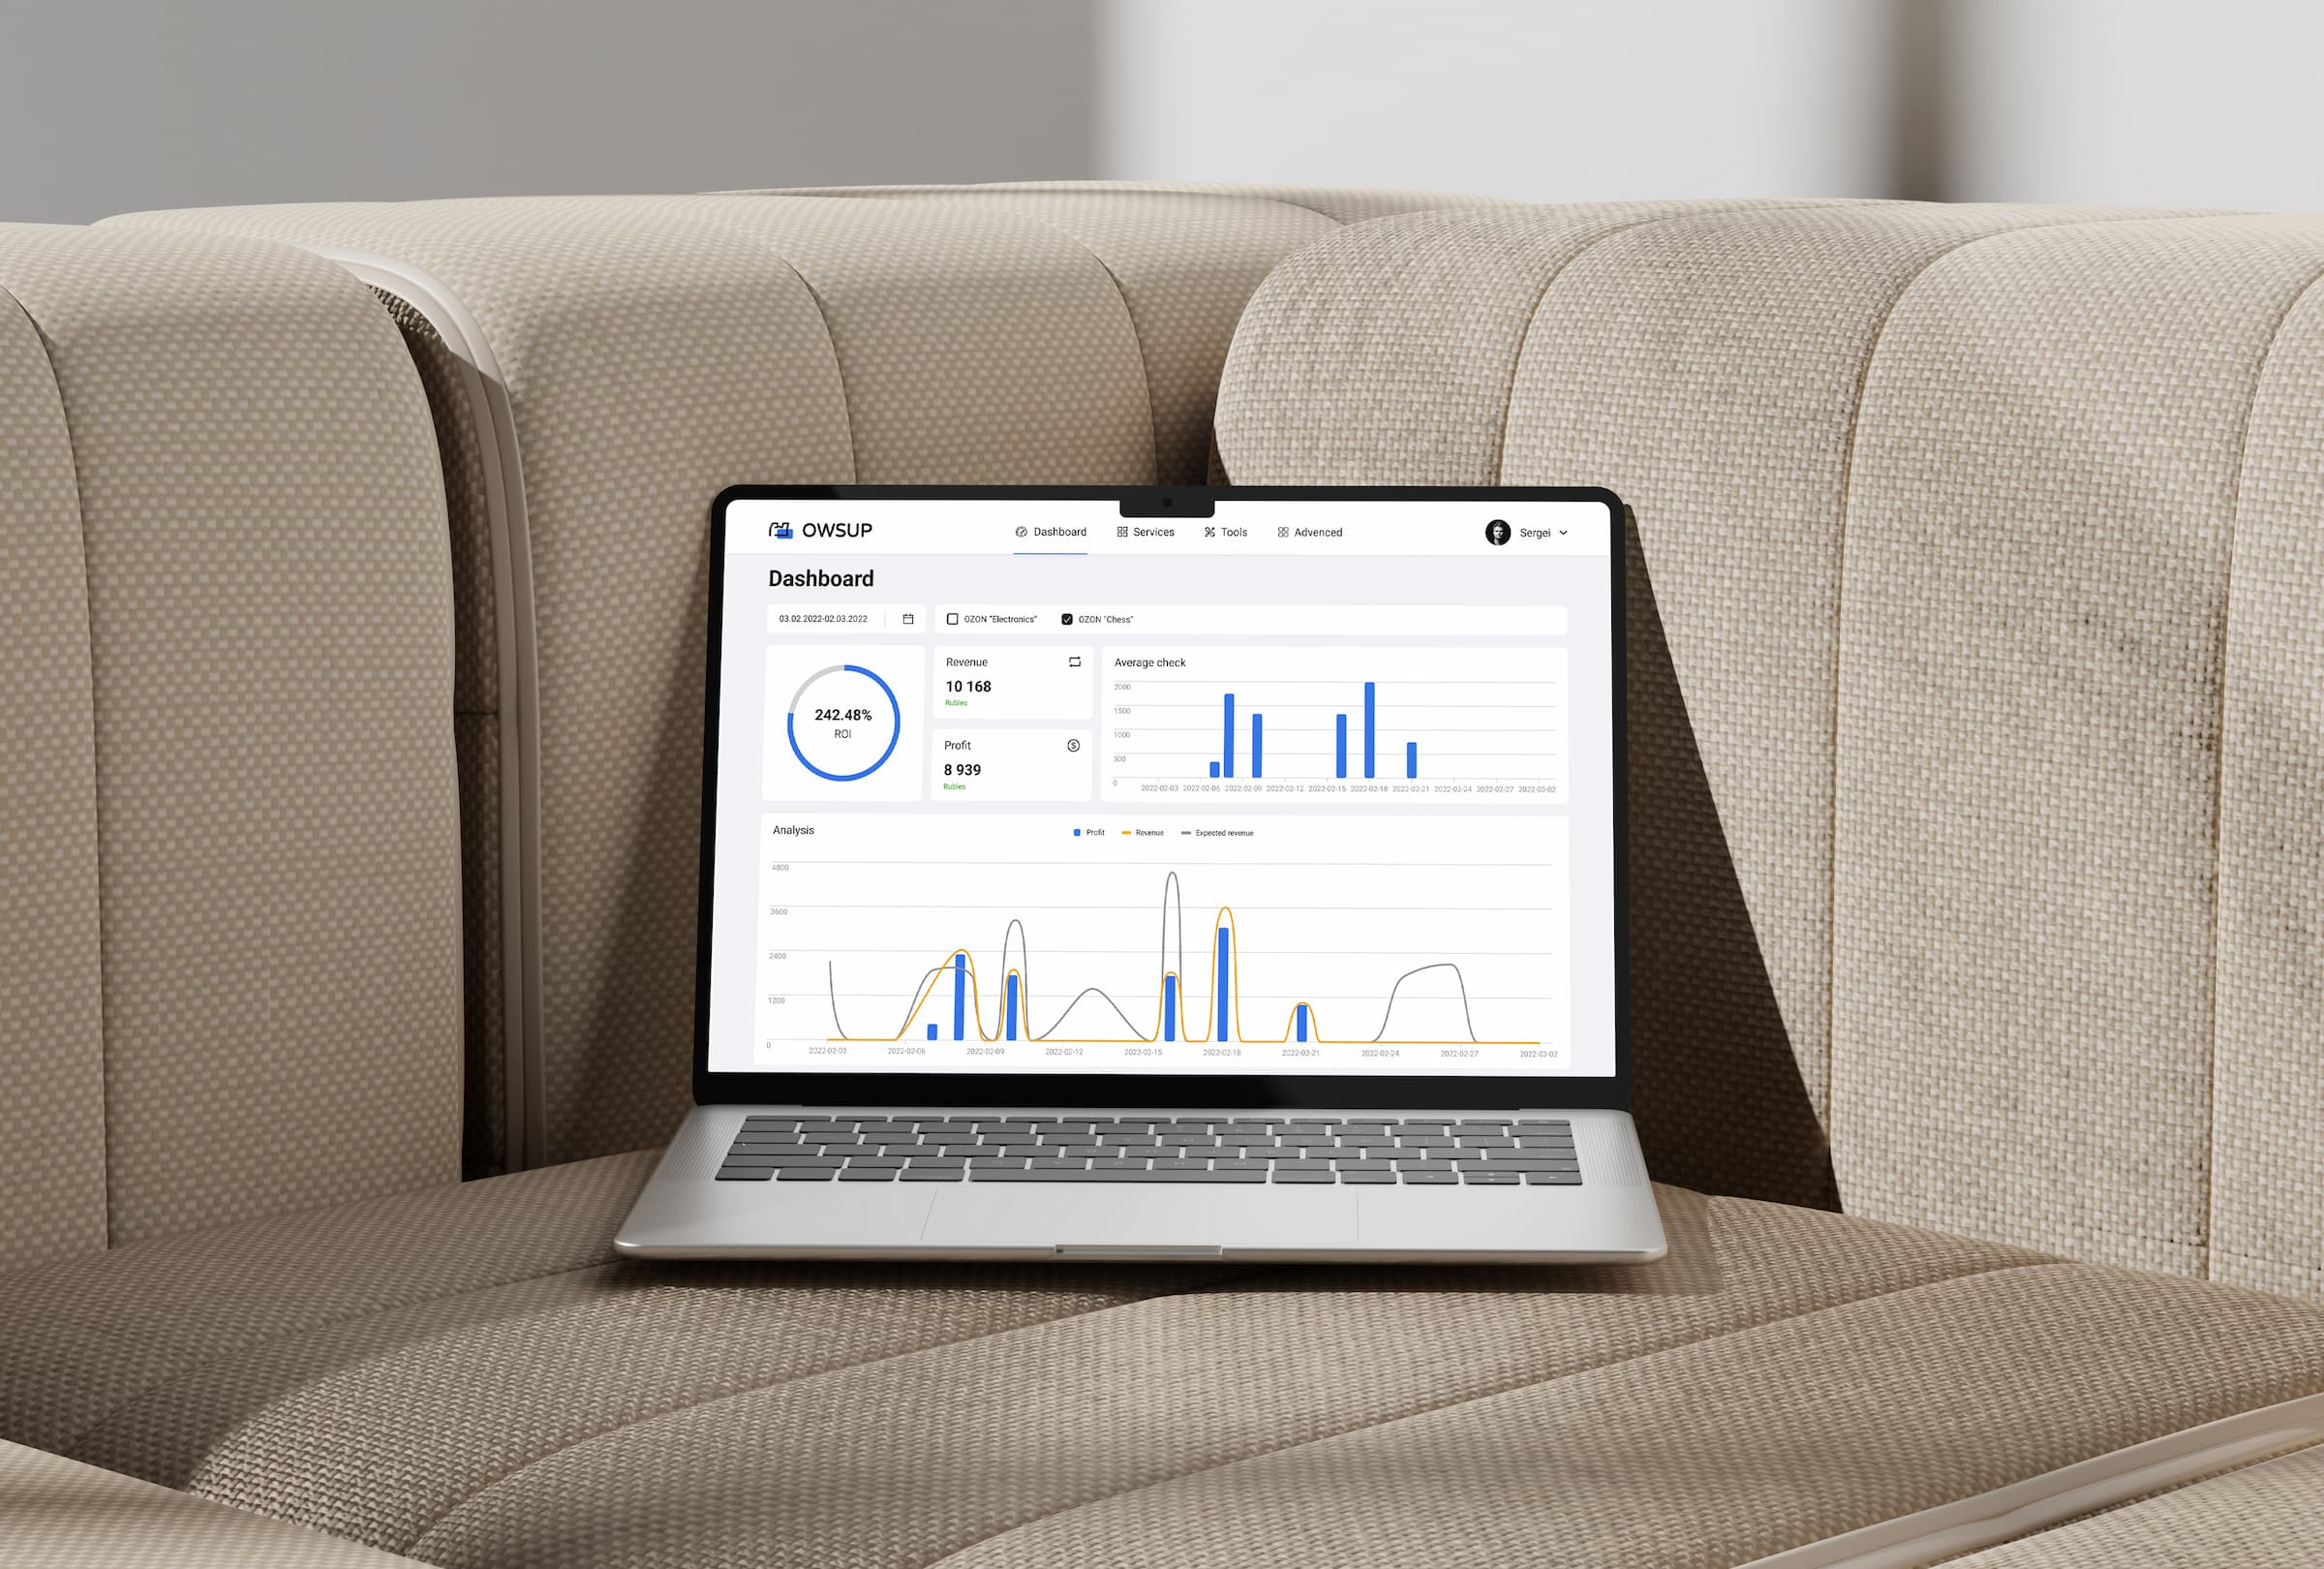 OWSUP
Dashboard Services Tools Advenced Sergei
Dashboard
03.02.2022-02.03.2022
OZON "Electronics" OZON "Chess"
242.48%
ROI
Revenue
10 168
Rubles
Profit
8 939
Rubles
Average check
2000
1500
1000
500
0
2022-02-03 2022-02-06 2022-02-09 2022-02-12 2022-02-15 2022-02-18 2022-02-21 2022-02-24 2022-02-27 2022-03-02
Analysis
Profit Revenue Expected revenue
4800
3600
2400
1200
0
2022-02-03 2022-02-06 2022-02-09 2022-02-12 2022-02-15 2022-02-18 2022-02-21 2022-02-24 2022-02-27 2022-03-02